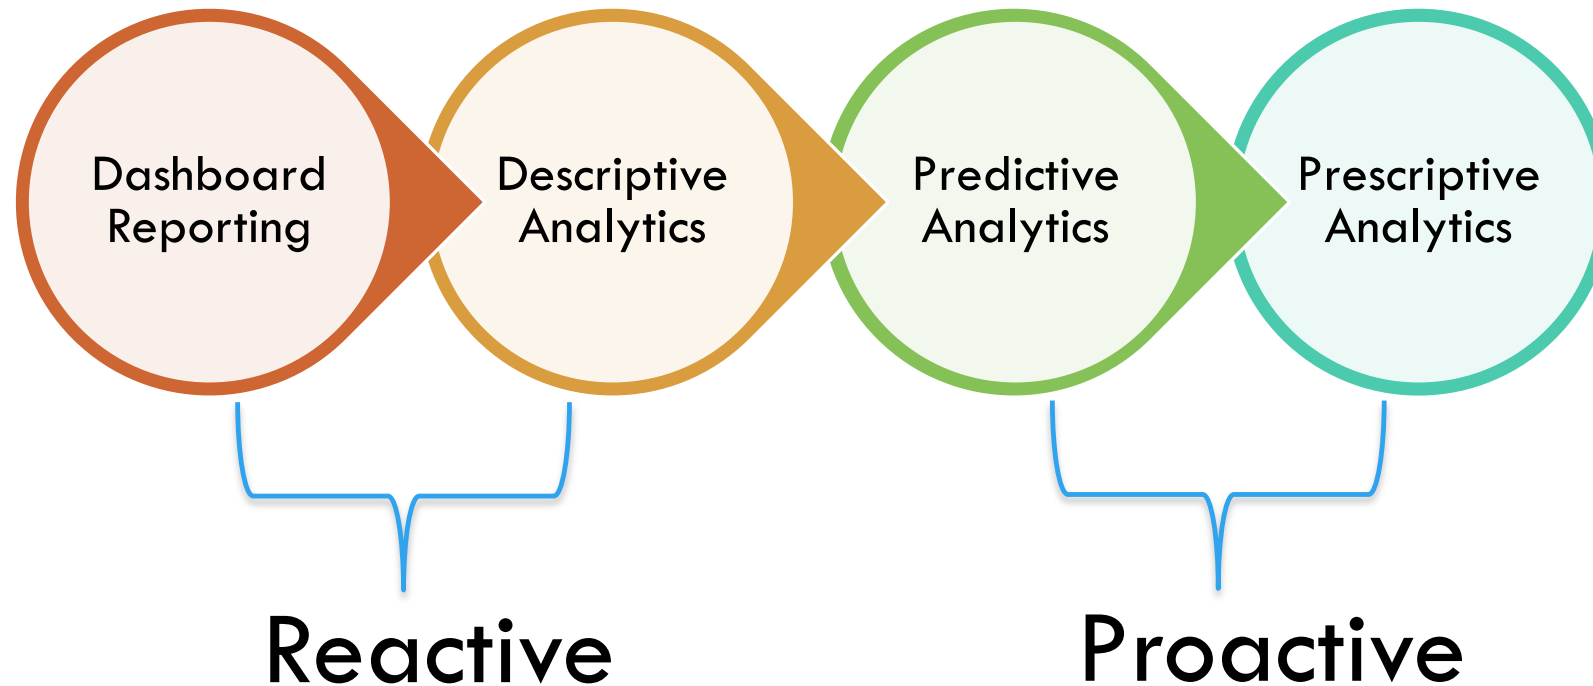 Dashboard
Reporting
Descriptive
Analytics
Predictive
Analytics
Prescriptive
Analytics
Reactive
Proactive